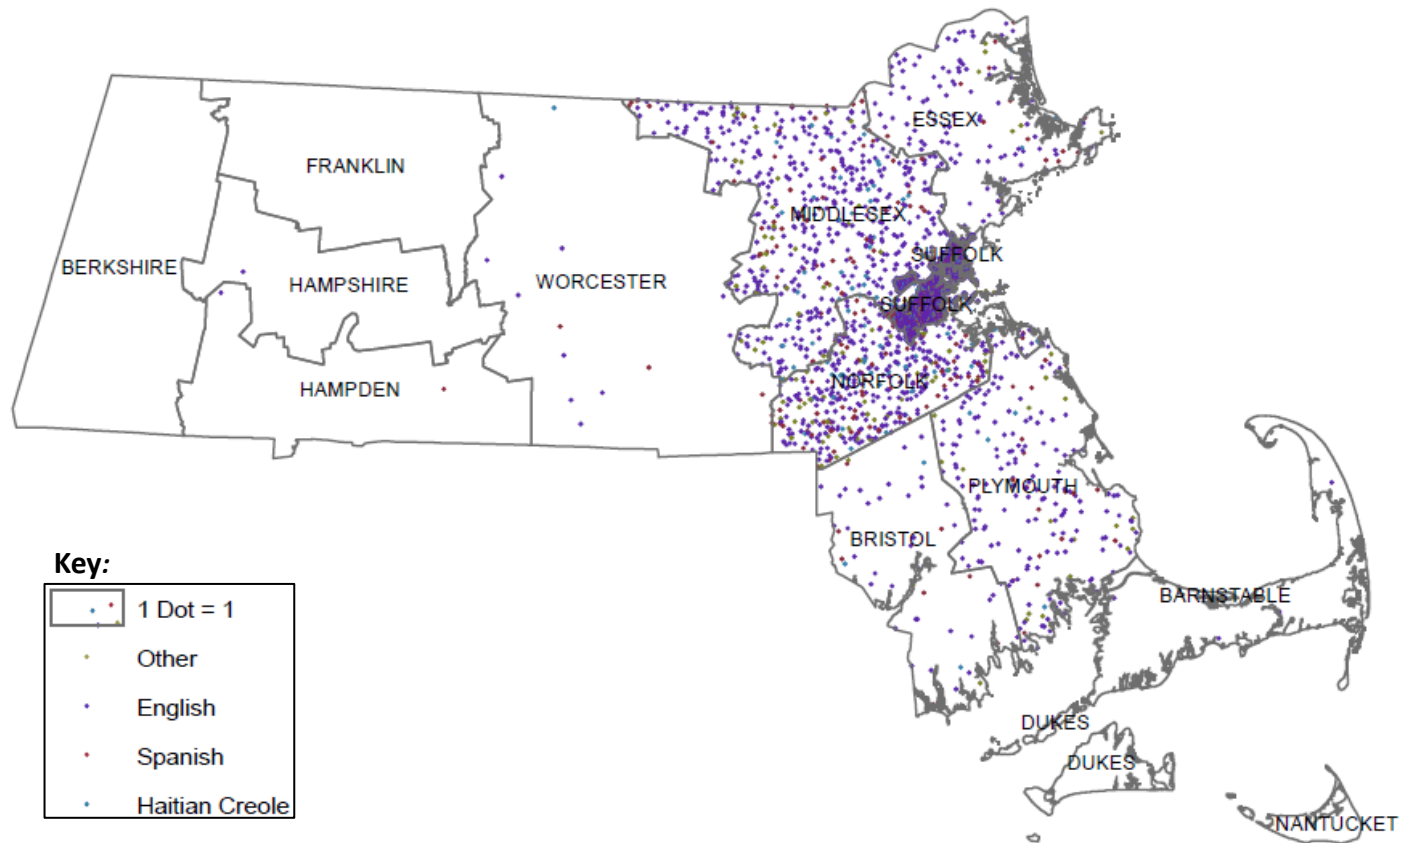 ESSEX
FRANKLIN
MIDDLESEX
SUFFOLK
BERKSHIRE
HAMPSHIRE
WORCESTER
SUFFOLK
NORFOLK
HAMPDEN
PLYMOUTH
BRISTOL
BARNSTABLE
DUKES
DUKES
NANTUCKET
Key:
1 Dot = 1
Other
English
Spanish
Haitian Creole